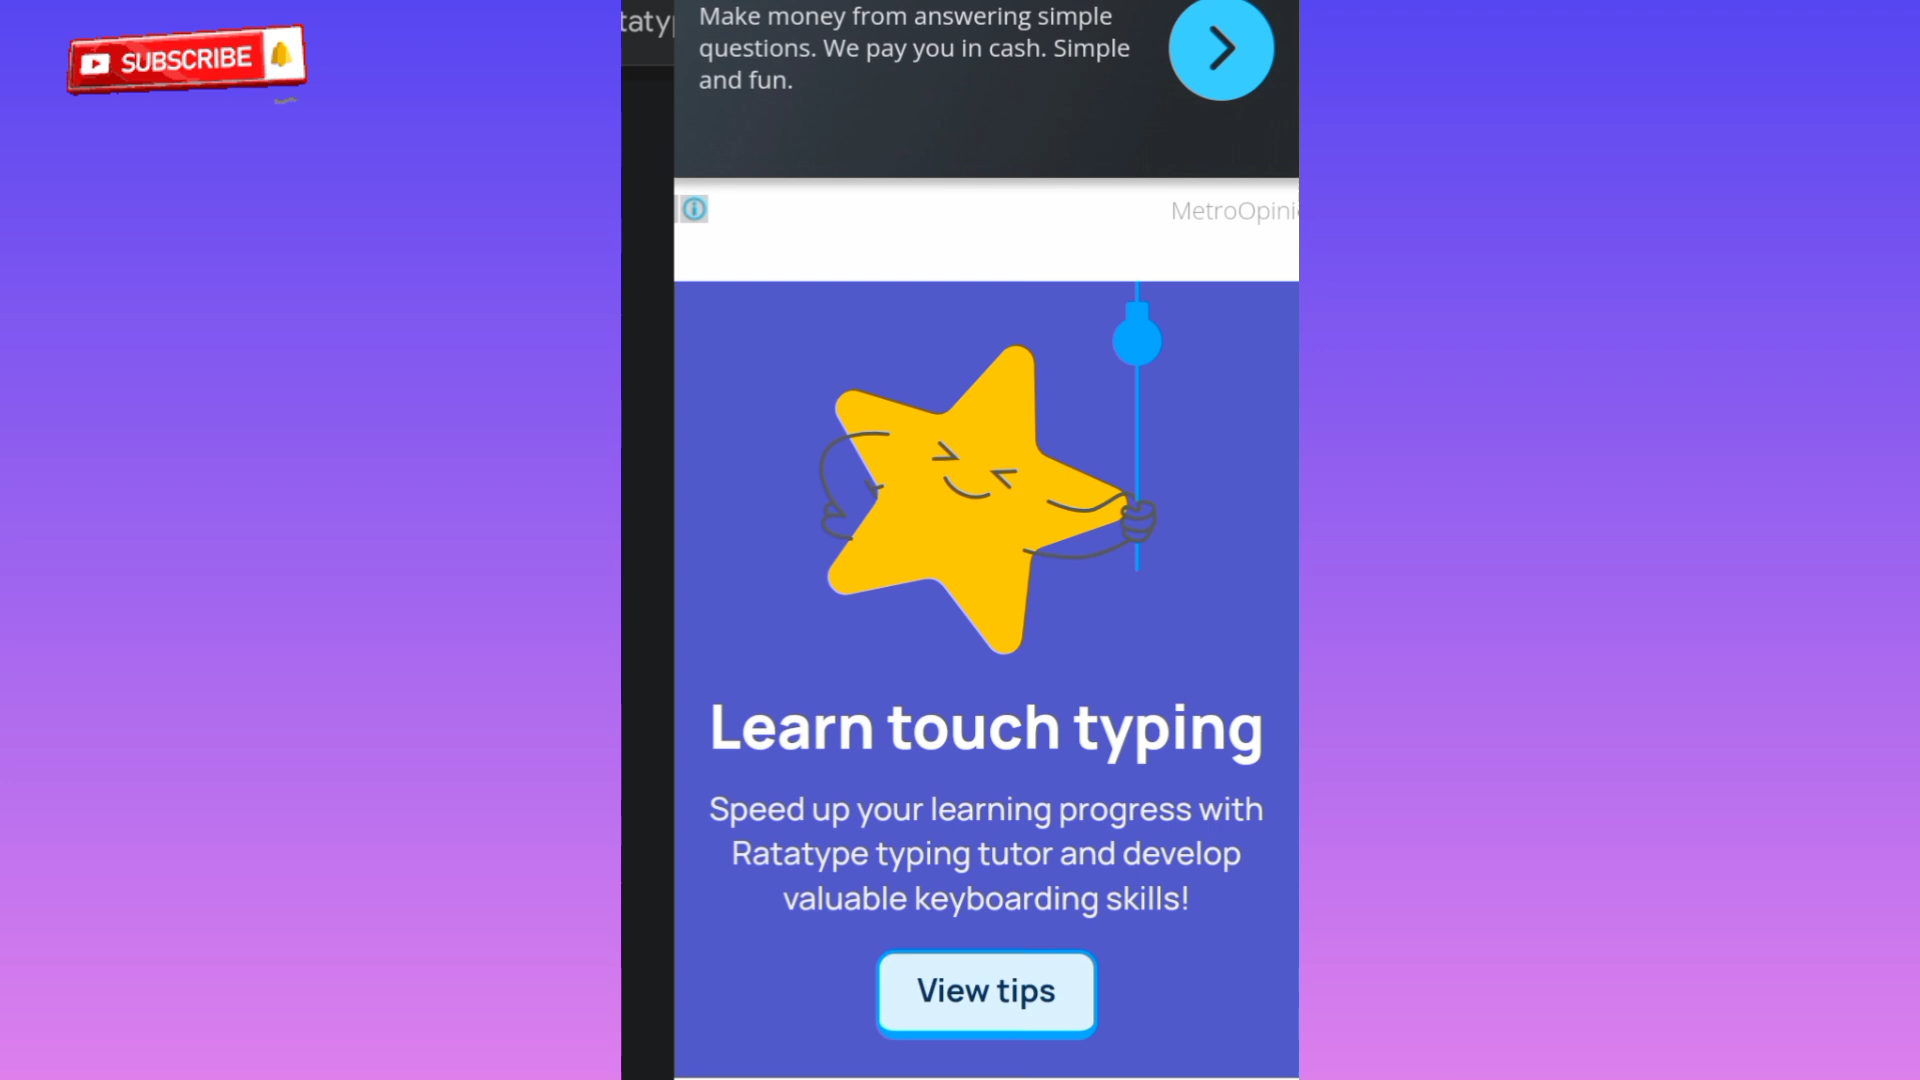 SUBSCRIBE
Make money from answering simple
questions. We pay you in cash. Simple
and fun.
Learn touch typing
Speed up your learning progress with
Ratatype typing tutor and develop
valuable keyboarding skills!
View tips